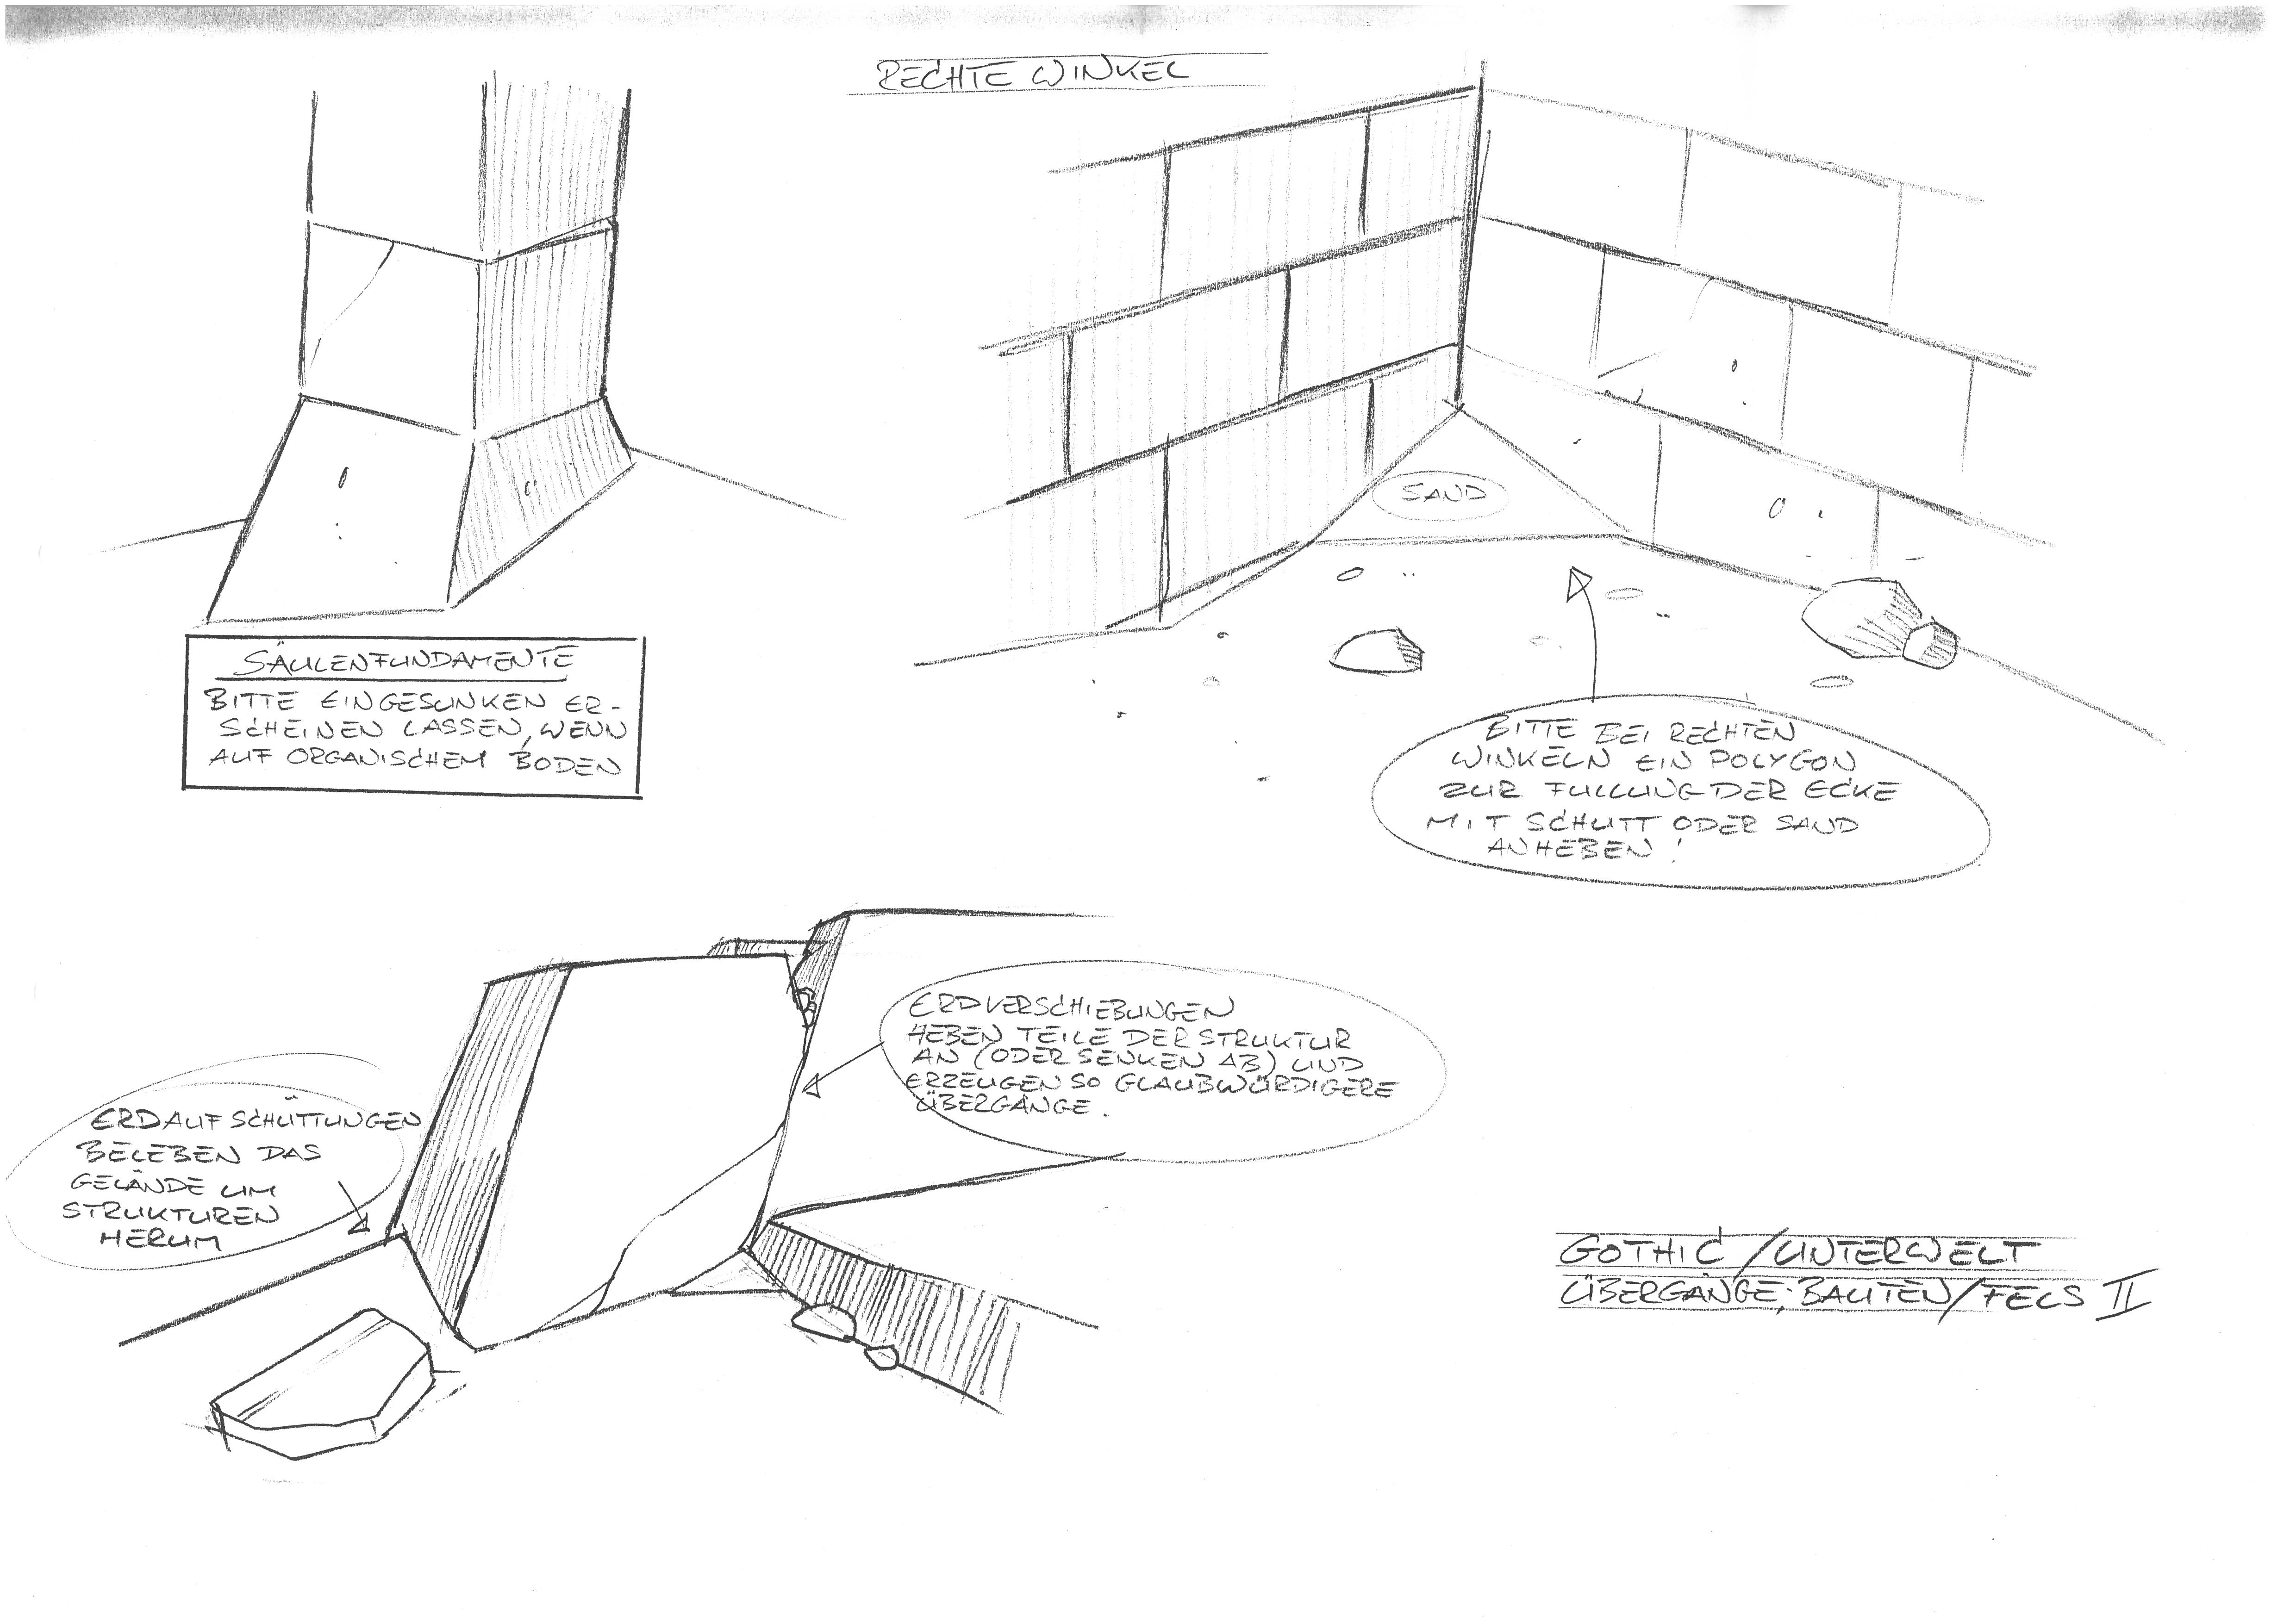 RECHTE WINKEL
SAND
SÄULENFUNDAMENTE
BITTE EINGESUNKEN ER-
SCHEINEN LASSEN, WENN
AUF ORGANISCHEM BODEN
BITTE BEI RECHTEN
WINKELN EIN POLYGON
ZUR FULLUNG DER ECKE
MIT SCHUTT ODER SAND
ANHEBEN!
ERDVERSCHIEBUNGEN
HEBEN TEILE DER STRUKTUR
AN (ODER SENKEN AB) UND
ERZEUGEN SO GLAUBWÜRDIGERE
ÜBERGÄNGE.
ERDAUFSCHÜTTUNGEN
BELEBEN DAS
GELÄNDE UM
STRUKTUREN
HERUM
GOTHIC / UNTERWELT
ÜBERGÄNGE; BAUTEN / FELS II